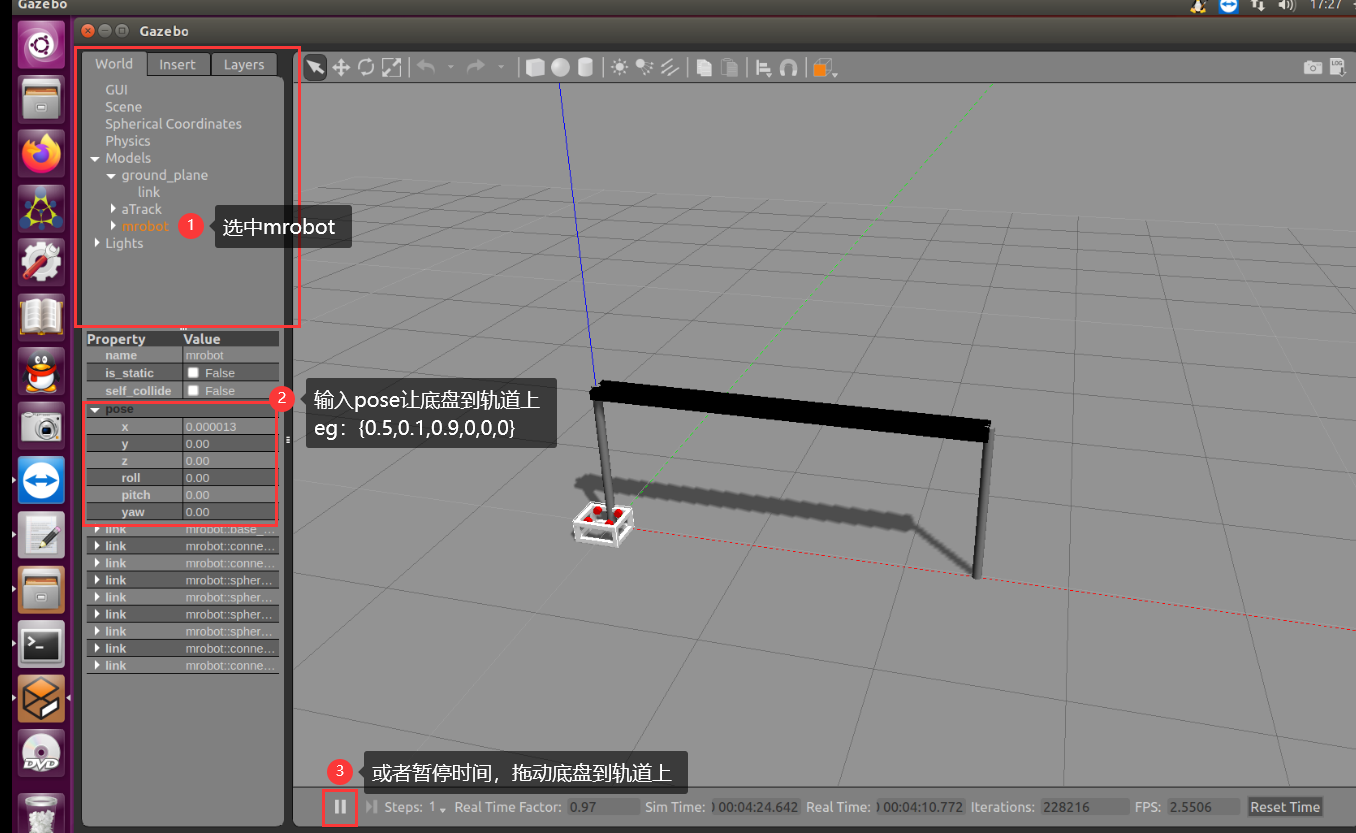 Gazebo
17:27
Gazebo
World Insert Layers
GUI
Scene
Spherical Coordinates
Physics
Models
ground_plane
link
aTrack
mrobot
1 选中mrobot
Lights
Property Value
name mrobot
is_static False
self_collide False
pose
x 0.000013
y 0.00
z 0.00
roll 0.00
pitch 0.00
yaw 0.00
link mrobot::base_...
link mrobot::conne...
link mrobot::conne...
link mrobot::spher...
link mrobot::spher...
link mrobot::spher...
link mrobot::spher...
link mrobot::conne...
link mrobot::conne...
2 输入pose让底盘到轨道上
eg：{0.5,0.1,0.9,0,0,0}
LOG
DVD
3 或者暂停时间，拖动底盘到轨道上
Steps: 1 Real Time Factor: 0.97 Sim Time: 00:04:24.642 Real Time: 00:04:10.772 Iterations: 228216 FPS: 2.5506 Reset Time